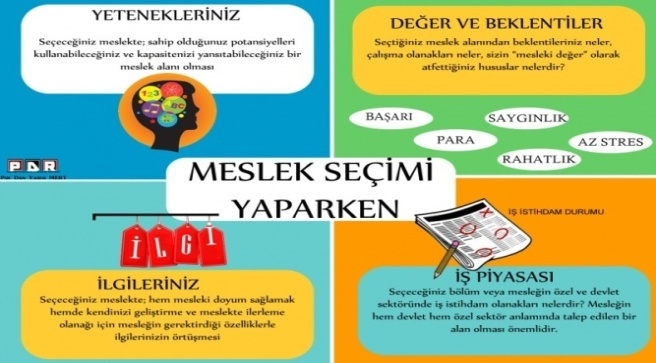 YETENEKLERİNİZ
Seçeceğiniz meslekte; sahip olduğunuz potansiyelleri
kullanabileceğiniz ve kapasitenizi yansıtabileceğiniz bir
meslek alanı olması
123
ABC
PDR
DEĞER VE BEKLENTİLER
Seçtiğiniz meslek alanından beklentileriniz neler,
çalışma olanakları neler, sizin "mesleki değer" olarak
atfettiğiniz hususlar nelerdir?
BAŞARI
SAYGINLIK
PARA
AZ STRES
RAHATLIK
MESLEK SEÇİMİ
YAPARKEN
İLGİ
İLGİLERİNİZ
Seçeceğiniz meslekte; hem mesleki doyum sağlamak
hemde kendinizi geliştirme ve meslekte ilerleme
olanağı için mesleğin gerektirdiği özelliklerle
ilgilerinizin örtüşmesi
İŞ İSTİHDAM DURUMU
İŞ PİYASASI
Seçeceğiniz bölüm veya mesleğin özel ve devlet
sektöründe iş istihdam olanakları nelerdir? Mesleğin
hem devlet hem özel sektör anlamında talep edilen bir
alan olması önemlidir.